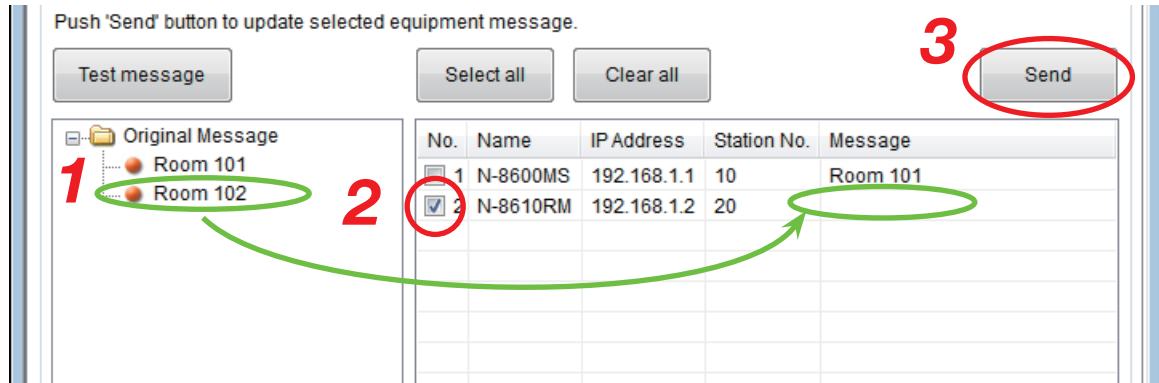 Push 'Send' button to update selected equipment message.
3
Test message Select all Clear all Send
Original Message
No. Name IP Address Station No. Message
1 Room 101
1 N-8600MS 192.168.1.1 10 Room 101
Room 102
2 2 N-8610RM 192.168.1.2 20